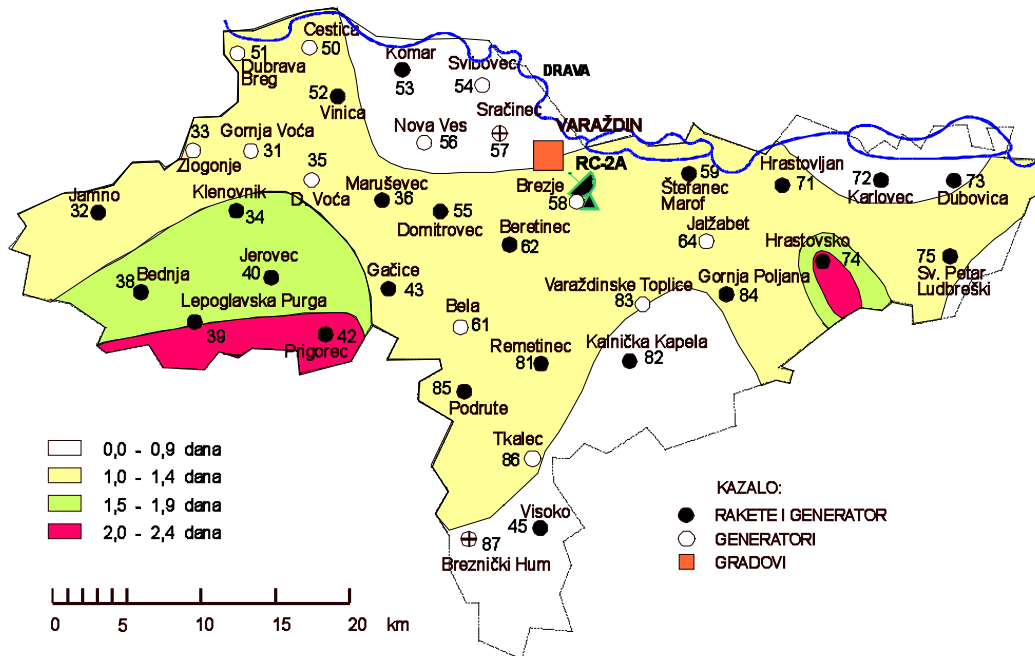 Cestica
50
51
Dubrava
Breg
Komar
53
Svibovec
54
DRAVA
52
Vinica
Sračinec
57
Nova Ves
56
VARAŽDIN
33
Zlogonje
Gornja Voća
31
35
D. Voća
RC-2A
Brezje
58
59
Štefanec
Marof
Hrastovljan
71
72
Karlovec
73
Dubovica
Jamno
32
Klenovnik
34
Maruševec
36
55
Domitrovec
Beretinec
62
Jalžabet
64
Hrastovsko
74
75
Sv. Petar
Ludbreški
38
Bednja
Jerovec
40
Gačice
43
Varaždinske Toplice
83
Gornja Poljana
84
Lepoglavska Purga
39
42
Prigorec
Bela
61
Remetinec
81
Kalnička Kapela
82
85
Podrute
Tkalec
86
Visoko
45
87
Breznički Hum
0,0 - 0,9 dana
1,0 - 1,4 dana
1,5 - 1,9 dana
2,0 - 2,4 dana
KAZALO:
RAKETE I GENERATOR
GENERATORI
GRADOVI
0 5 10 15 20 km